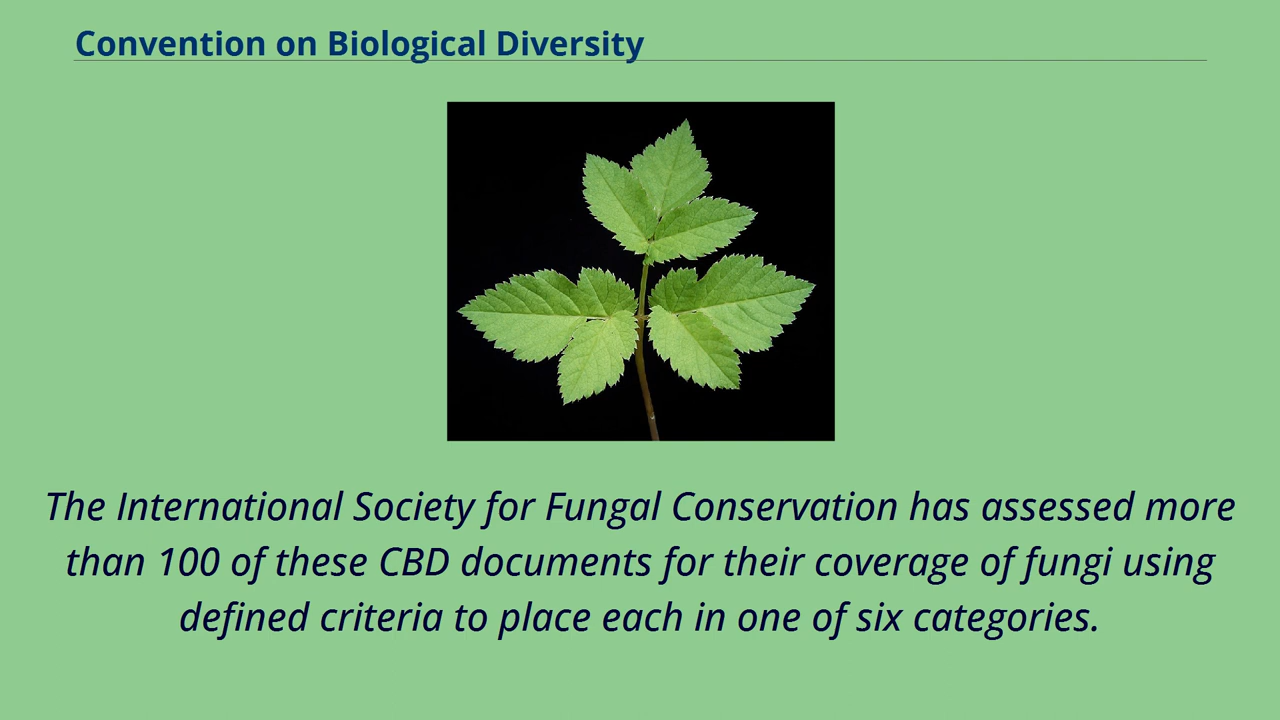 Convention on Biological Diversity
The International Society for Fungal Conservation has assessed more
than 100 of these CBD documents for their coverage of fungi using
defined criteria to place each in one of six categories.